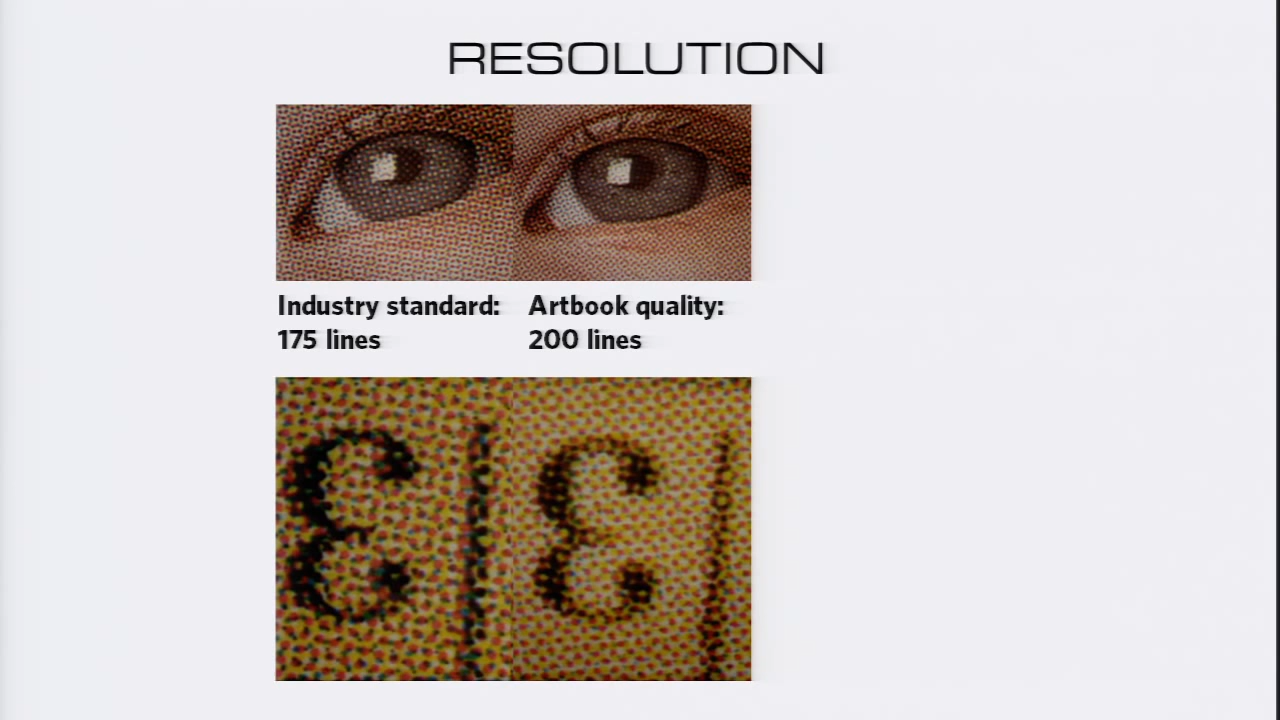 RESOLUTION
Industry standard:
175 lines
Artbook quality:
200 lines